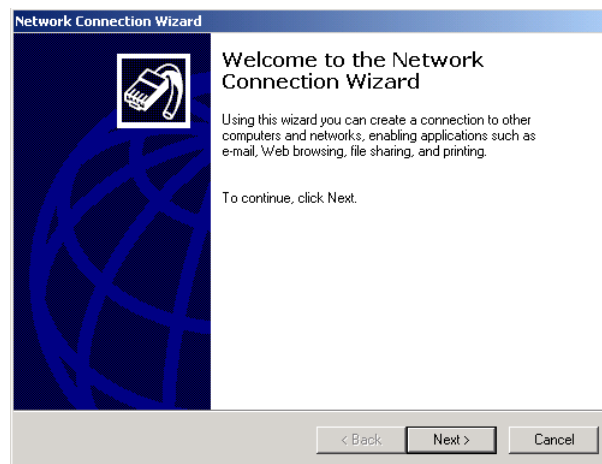 Network Connection Wizard
Welcome to the Network
Connection Wizard
Using this wizard you can create a connection to other
computers and networks, enabling applications such as
e-mail, Web browsing, file sharing, and printing.
To continue, click Next.
< Back
Next >
Cancel